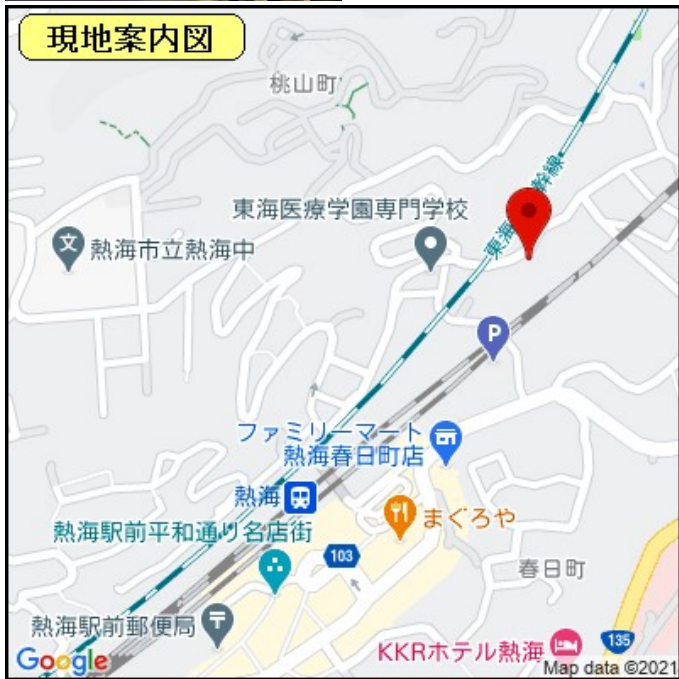 現地案内図
桃山町
東海医療学園専門学校
熱海市立熱海中
文
東海
幹線
P
ファミリーマート
熱海春日町店
熱海
まぐろや
熱海駅前平和通り名店街
103
春日町
熱海駅前郵便局
KKRホテル熱海
135
Google
Map data ©2021